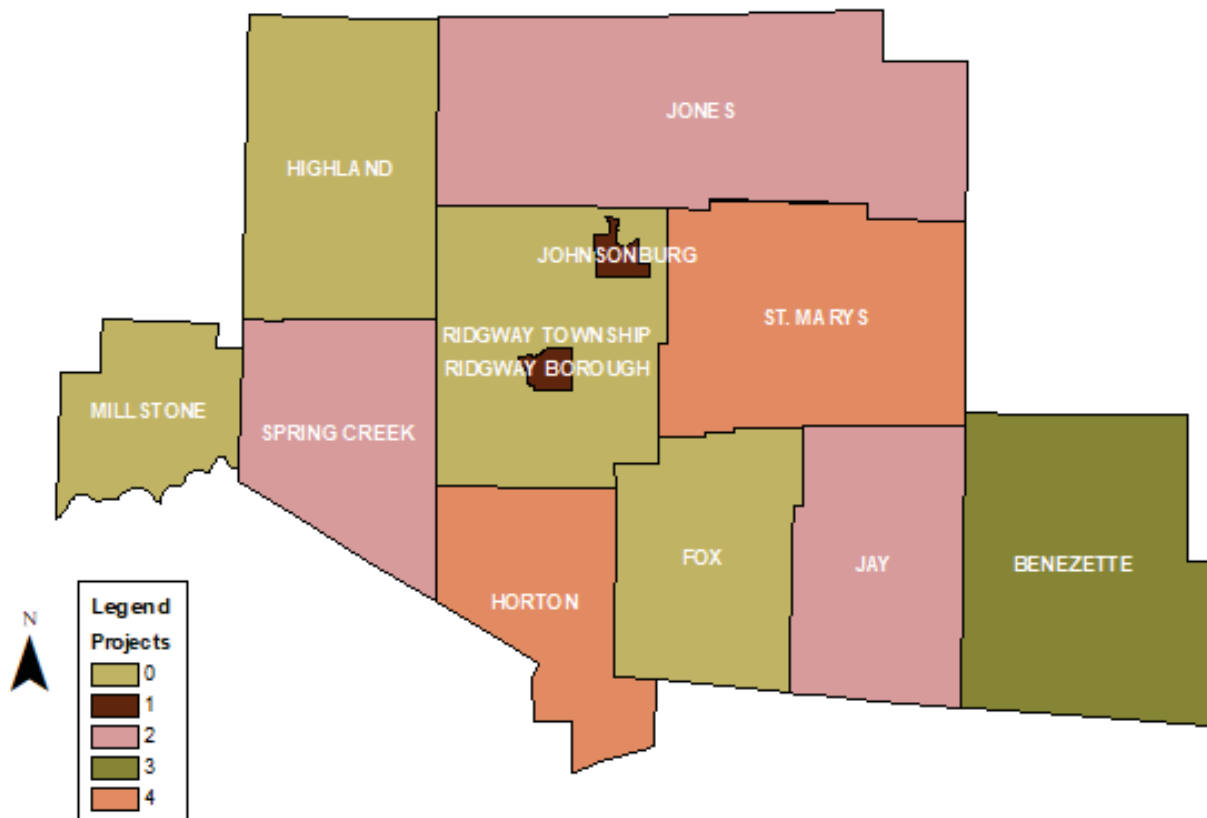 JONES
HIGHLAND
JOHNSONBURG
ST. MARYS
RIDGWAY TOWNSHIP
RIDGWAY BOROUGH
MILLSTONE
SPRING CREEK
FOX
JAY
BENEZETTE
HORTON
N
Legend
Projects
0
1
2
3
4